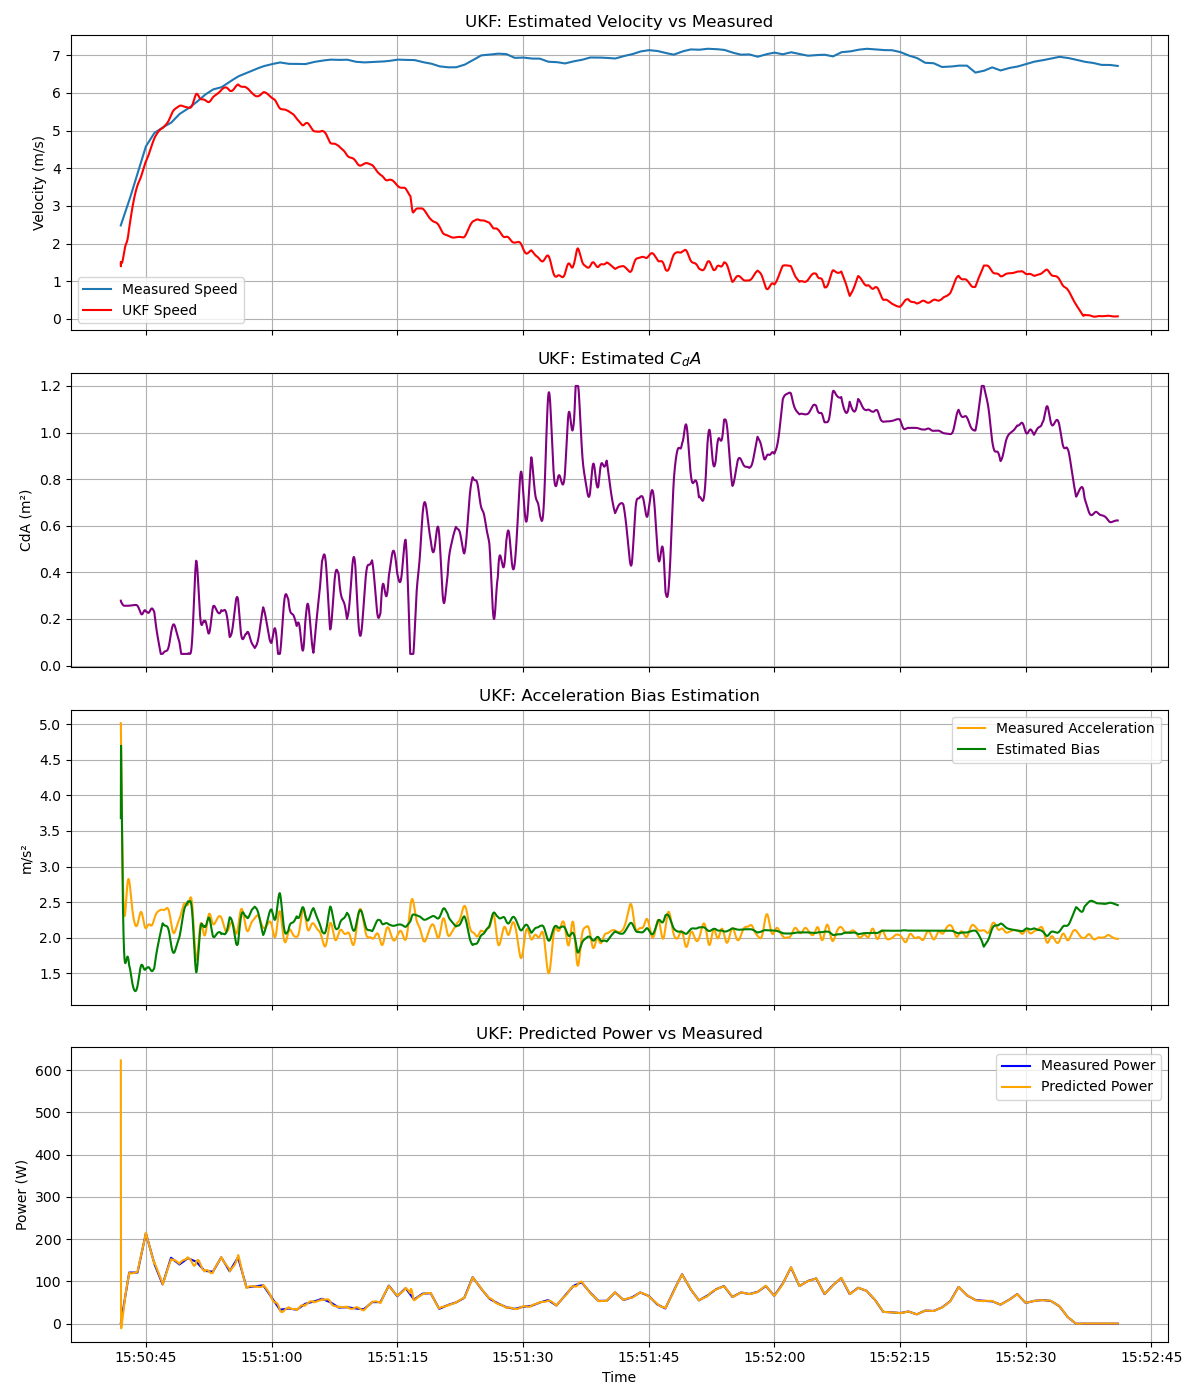 UKF: Estimated Velocity vs Measured
Velocity (m/s)
7
6
5
4
3
2
1
0
Measured Speed
UKF Speed
UKF: Estimated $C_dA$
CdA (m²)
1.2
1.0
0.8
0.6
0.4
0.2
0.0
UKF: Acceleration Bias Estimation
m/s²
5.0
4.5
4.0
3.5
3.0
2.5
2.0
1.5
Measured Acceleration
Estimated Bias
UKF: Predicted Power vs Measured
Power (W)
600
500
400
300
200
100
0
Measured Power
Predicted Power
15:50:45 15:51:00 15:51:15 15:51:30 15:51:45 15:52:00 15:52:15 15:52:30 15:52:45
Time